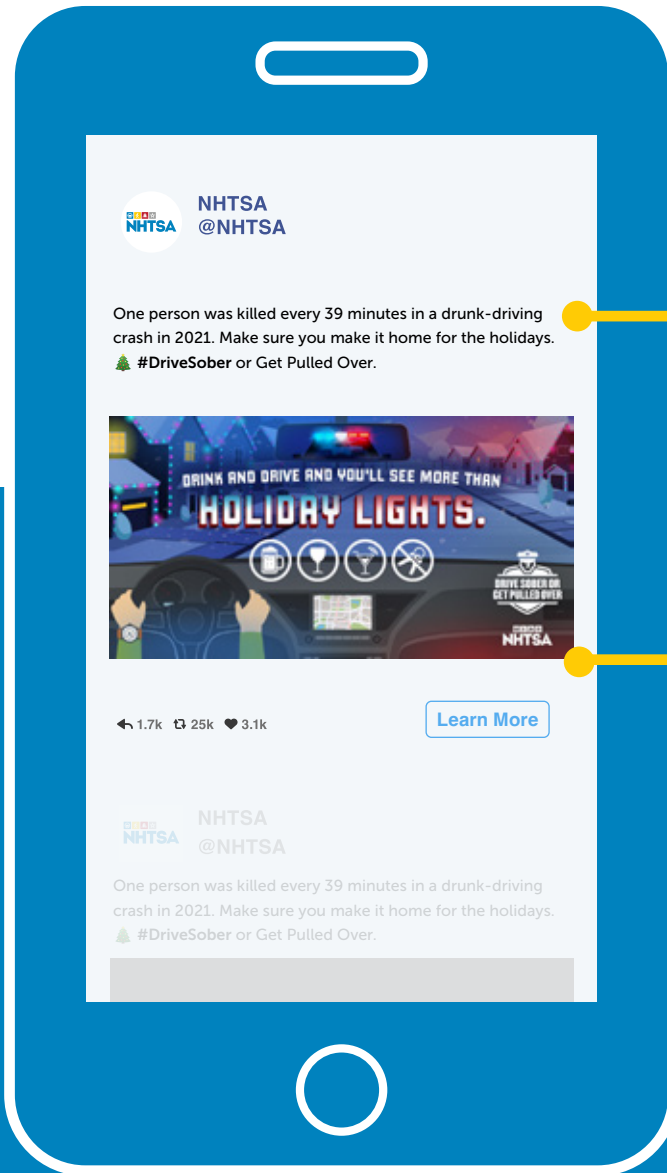 NHTSA
NHTSA
@NHTSA
One person was killed every 39 minutes in a drunk-driving
crash in 2021. Make sure you make it home for the holidays.
🎄 #DriveSober or Get Pulled Over.
DRINK AND DRIVE AND YOU'LL SEE MORE THAN
HOLIDAY LIGHTS.
DRIVE SOBER OR
GET PULLED OVER
NHTSA
1.7k 25k 3.1k
Learn More
NHTSA
NHTSA
@NHTSA
One person was killed every 39 minutes in a drunk-driving
crash in 2021. Make sure you make it home for the holidays.
🎄 #DriveSober or Get Pulled Over.